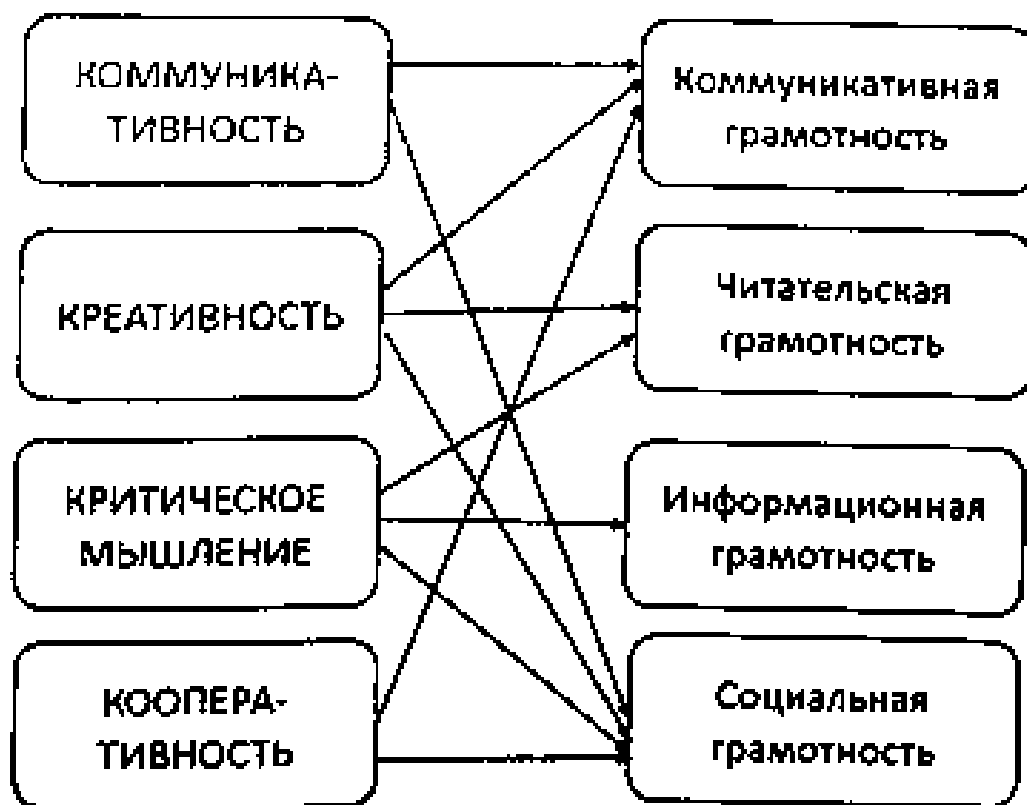 КОММУНИКА-
ТИВНОСТЬ
Коммуникативная
грамотность
КРЕАТИВНОСТЬ
Читательская
грамотность
КРИТИЧЕСКОЕ
МЫШЛЕНИЕ
Информационная
грамотность
КООПЕРА-
ТИВНОСТЬ
Социальная
грамотность